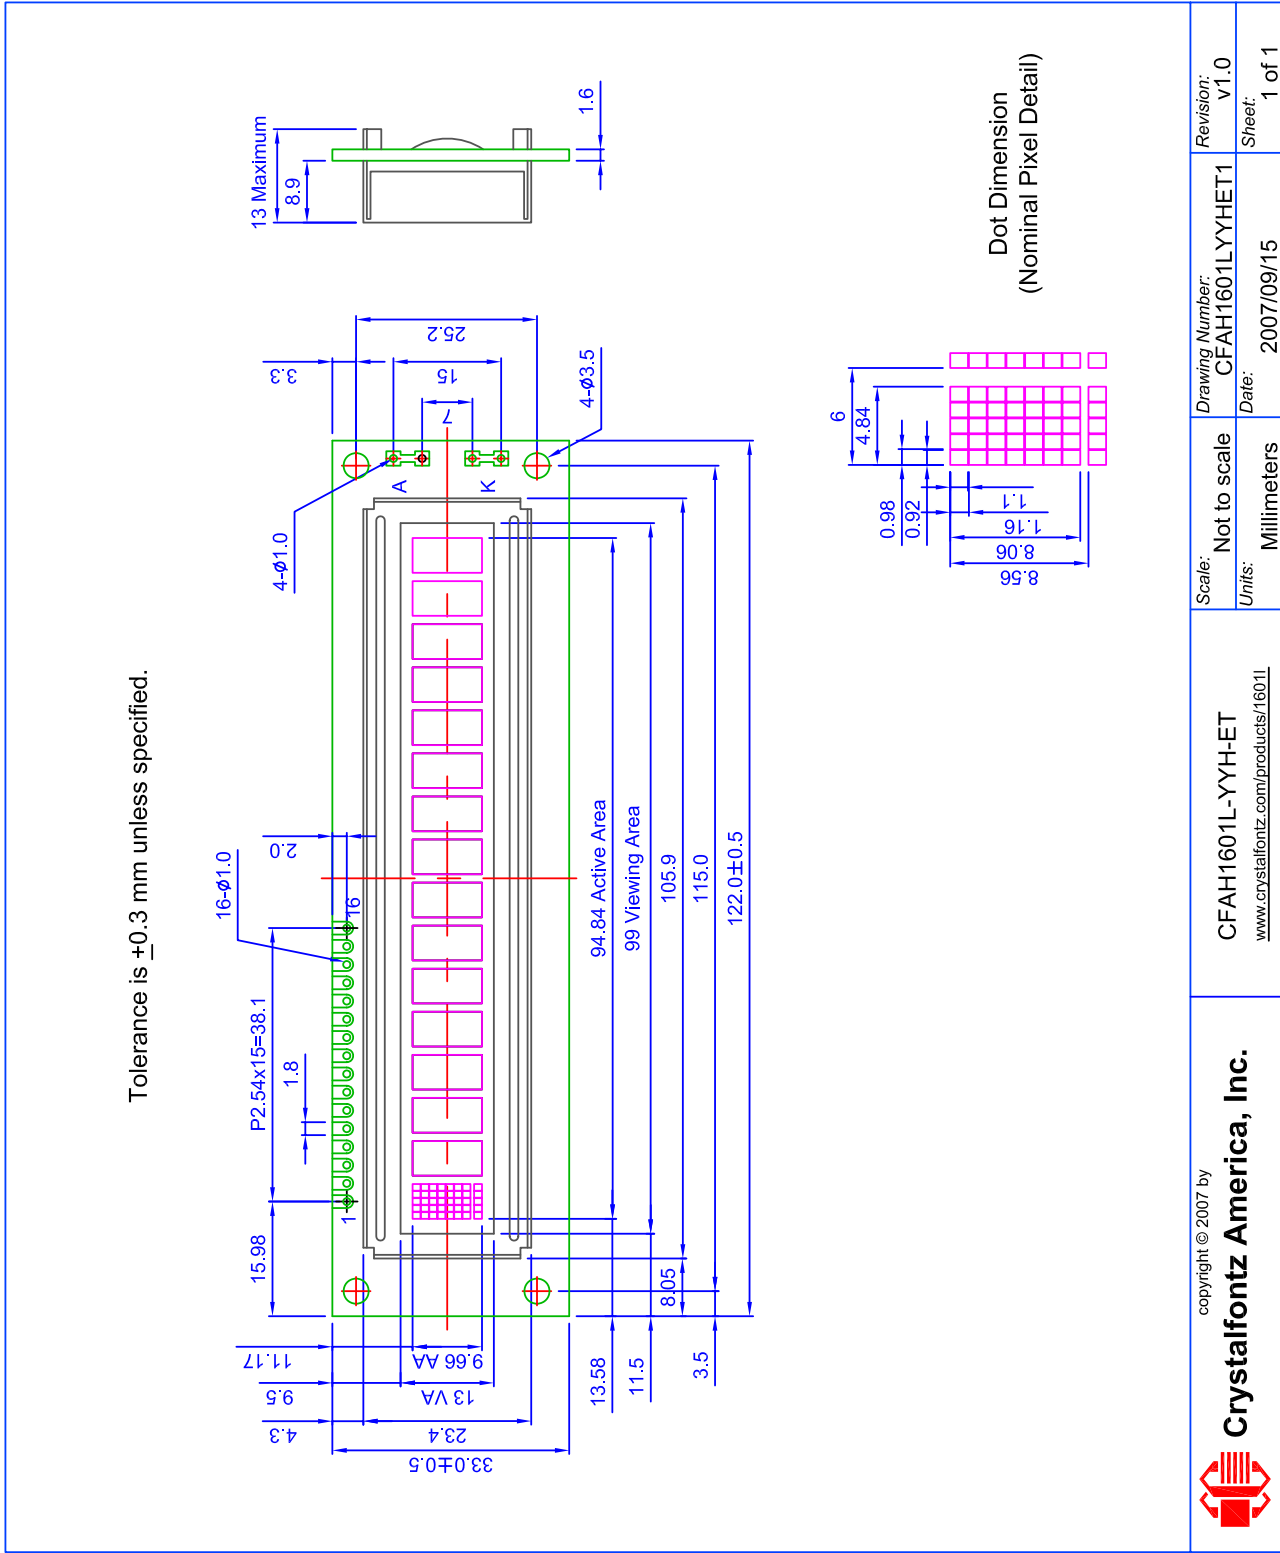 Tolerance is ±0.3 mm unless specified.
15.98
P2.54x15=38.1
1.8
16-ø1.0
2.0
4-ø1.0
3.3
15
7
25.2
4-ø3.5
13 Maximum
8.9
1.6
1
16
A
K
11.17
9.5
4.3
9.66 AA
13 VA
23.4
33.0±0.5
13.58
11.5
8.05
3.5
94.84 Active Area
99 Viewing Area
105.9
115.0
122.0±0.5
6
4.84
0.98
0.92
1.1
1.16
8.06
8.56
Dot Dimension
(Nominal Pixel Detail)
copyright © 2007 by
Crystalfontz America, Inc.
CFAH1601L-YYH-ET
www.crystalfontz.com/products/1601l
Scale:
Not to scale
Drawing Number:
CFAH1601LYYHET1
Revision:
v1.0
Units:
Millimeters
Date:
2007/09/15
Sheet:
1 of 1